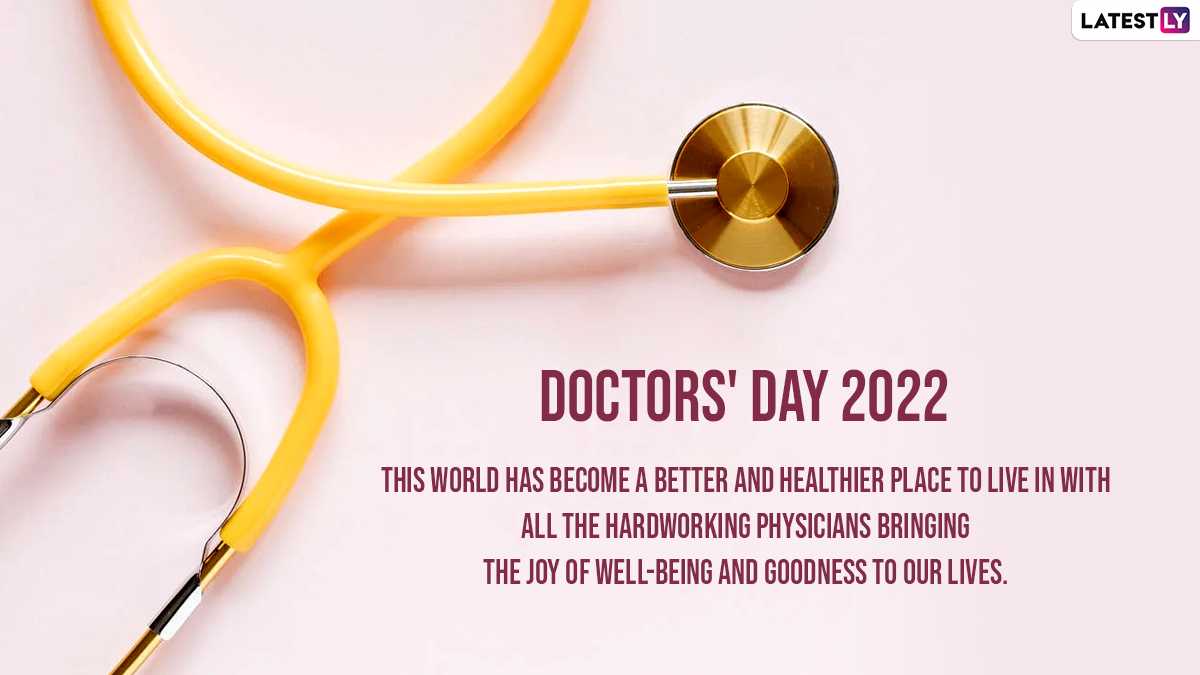 LATESTLY
DOCTORS' DAY 2022
THIS WORLD HAS BECOME A BETTER AND HEALTHIER PLACE TO LIVE IN WITH
ALL THE HARDWORKING PHYSICIANS BRINGING
THE JOY OF WELL-BEING AND GOODNESS TO OUR LIVES.